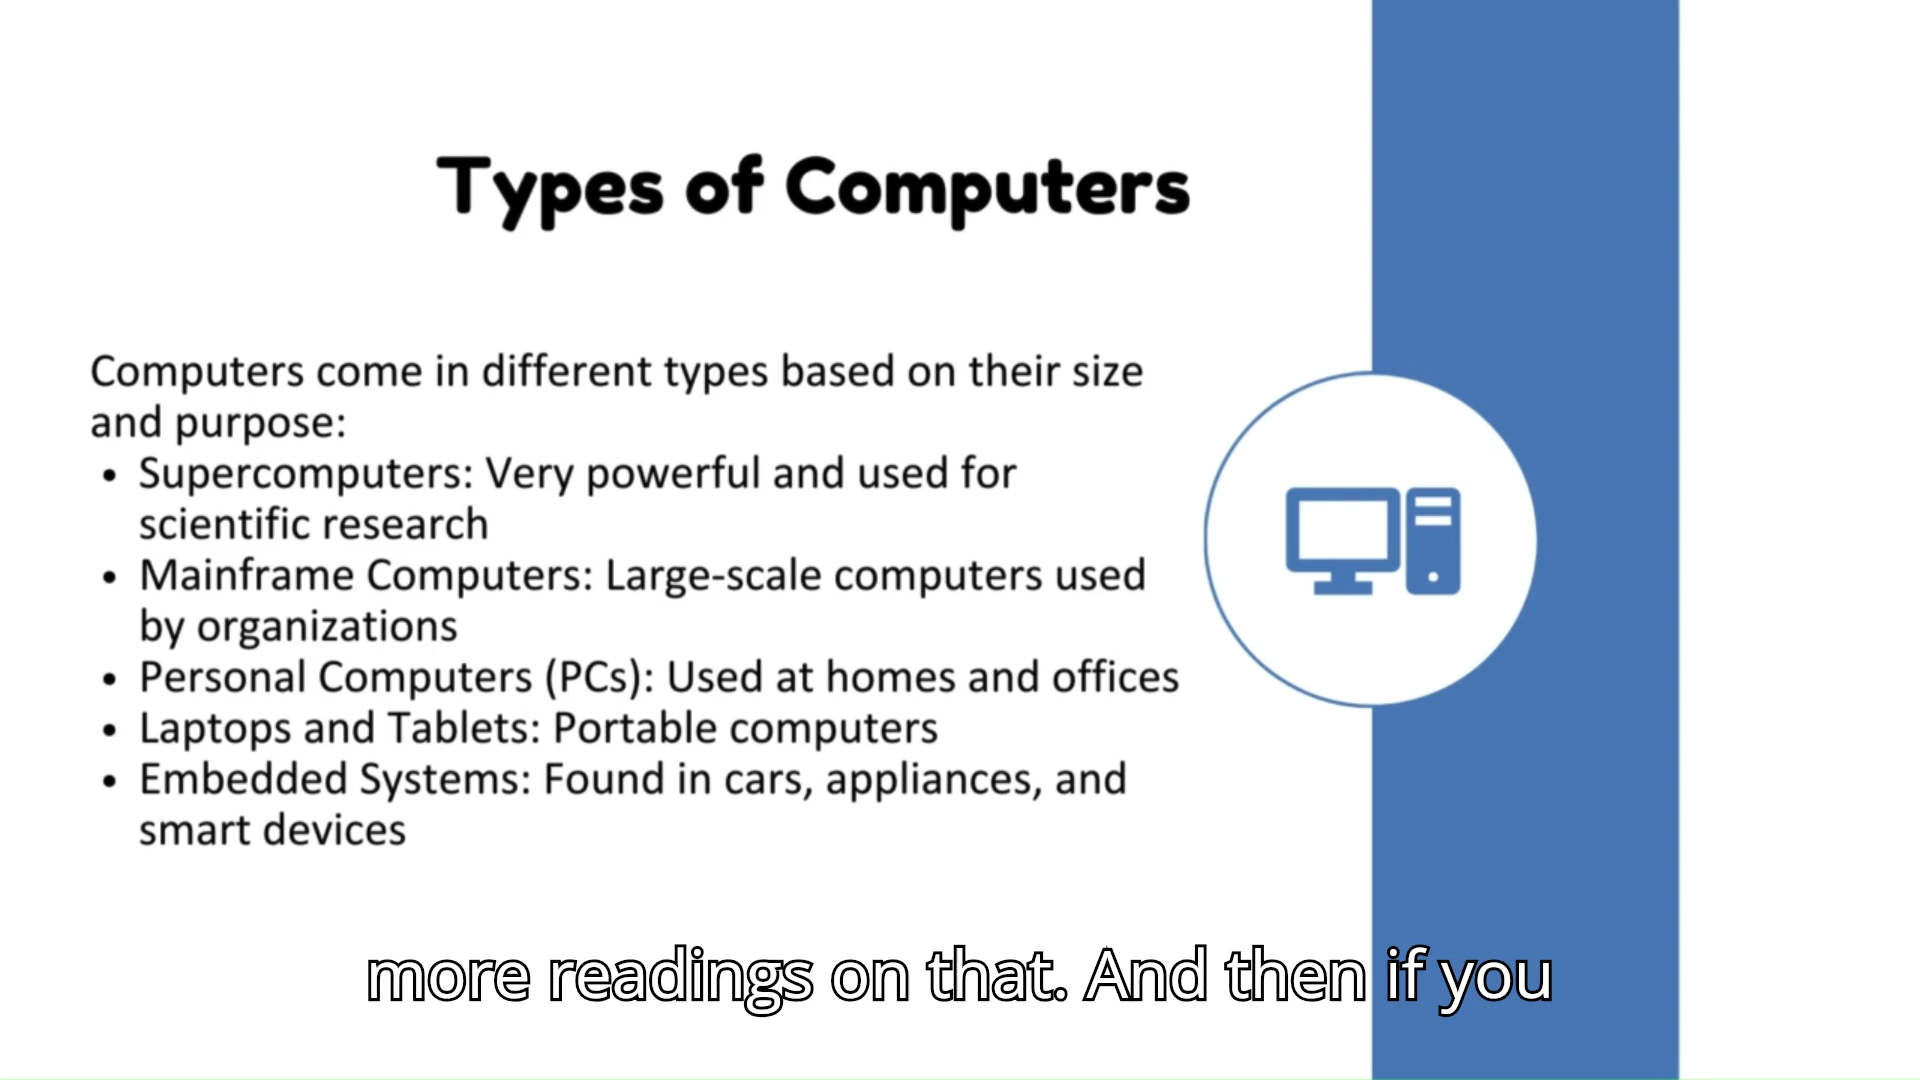 Types of Computers
Computers come in different types based on their size
and purpose:
• Supercomputers: Very powerful and used for
scientific research
• Mainframe Computers: Large-scale computers used
by organizations
• Personal Computers (PCs): Used at homes and offices
• Laptops and Tablets: Portable computers
• Embedded Systems: Found in cars, appliances, and
smart devices
more readings on that. And then if you